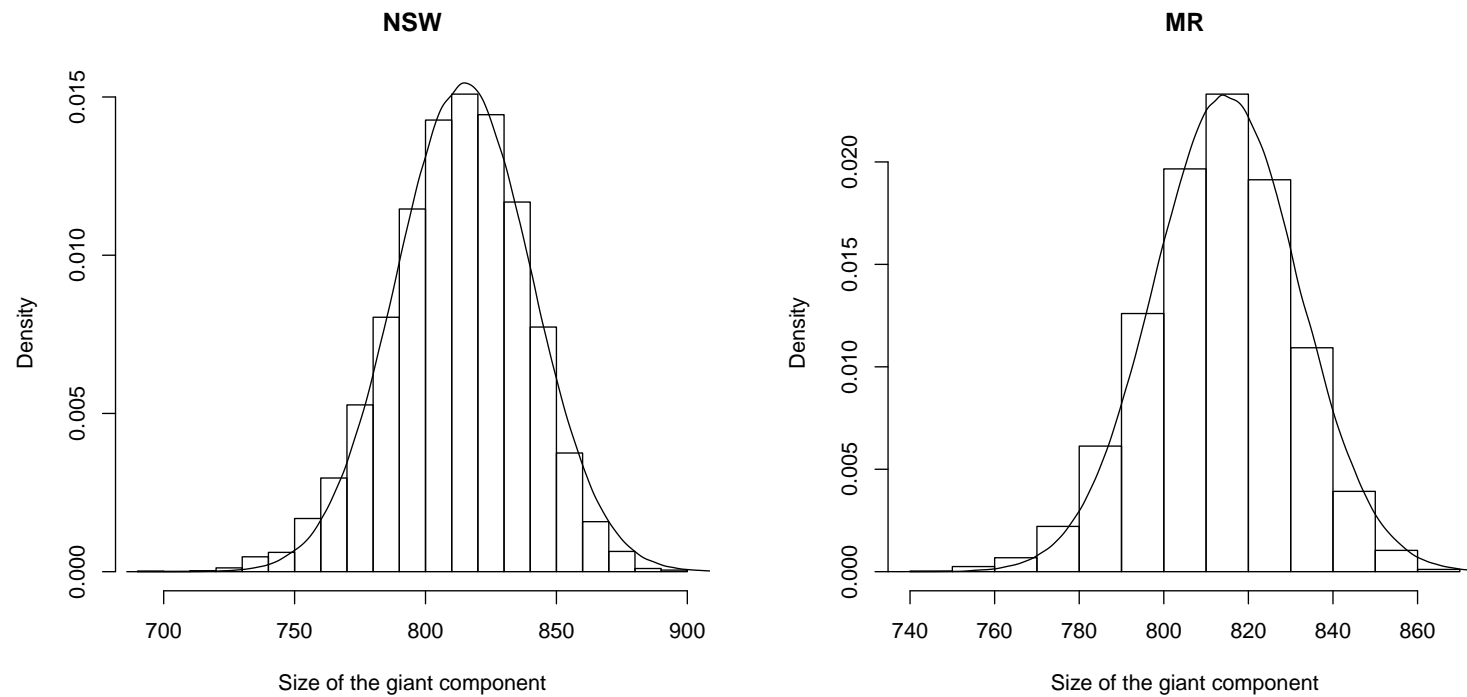 NSW
Density
0.015
0.010
0.005
0.000
700 750 800 850 900
Size of the giant component
MR
Density
0.020
0.015
0.010
0.005
0.000
740 760 780 800 820 840 860
Size of the giant component